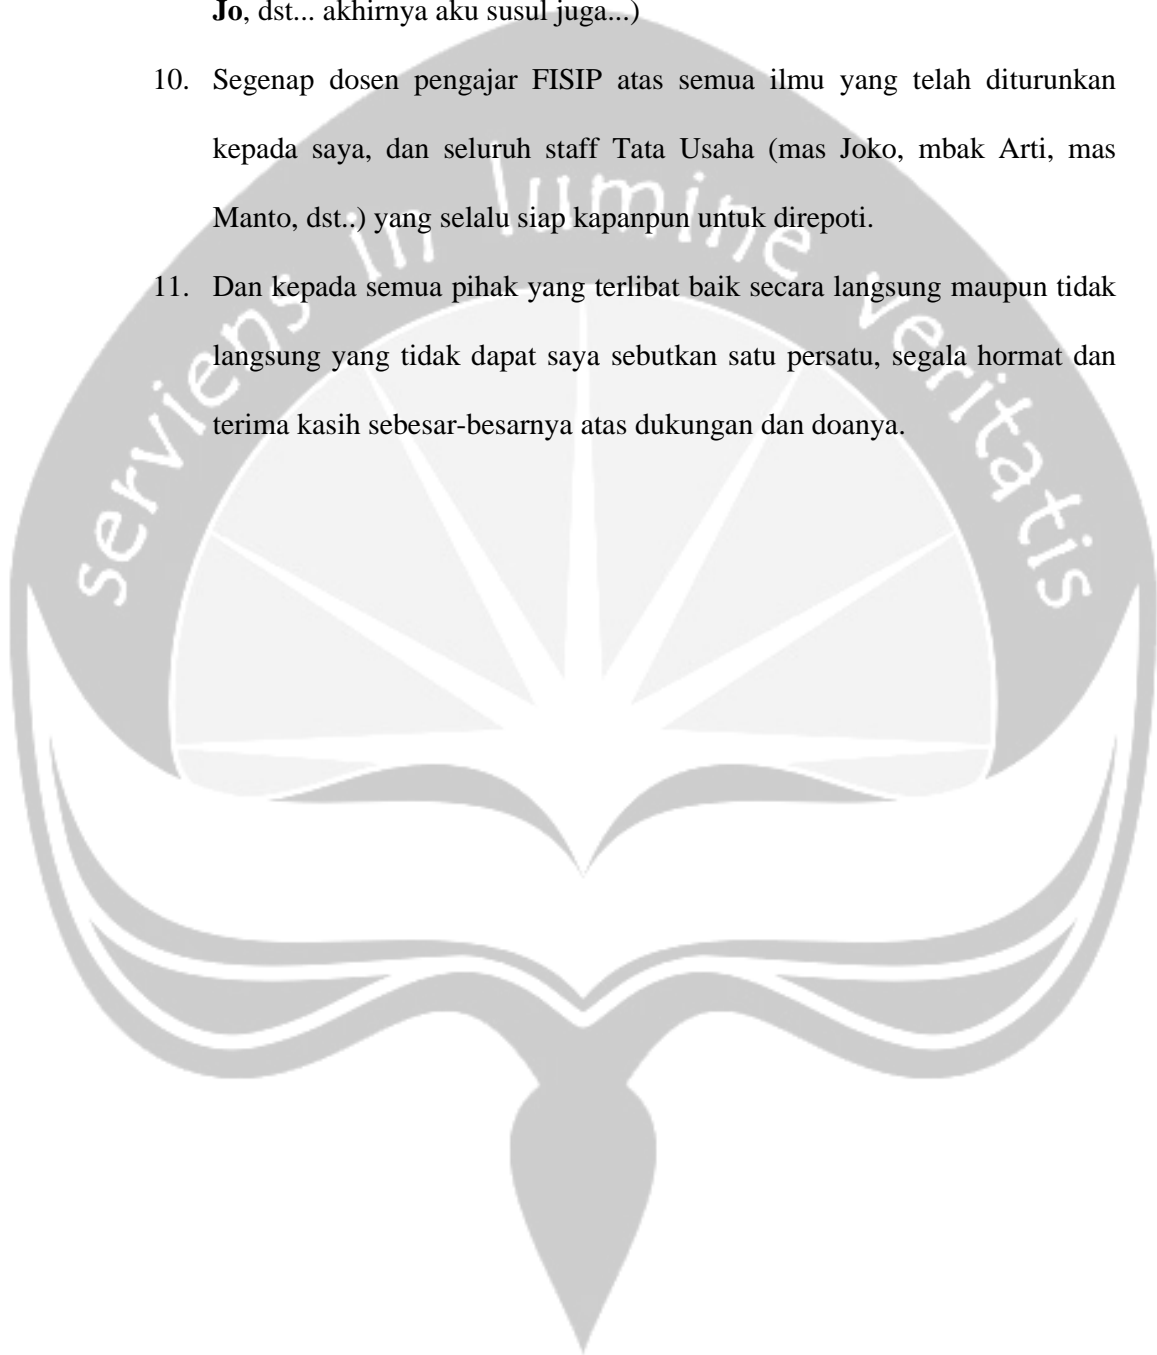 Jo, dst... akhirnya aku susul juga...)
10. Segenap dosen pengajar FISIP atas semua ilmu yang telah diturunkan
kepada saya, dan seluruh staff Tata Usaha (mas Joko, mbak Arti, mas
Manto, dst..) yang selalu siap kapanpun untuk direpoti.
11. Dan kepada semua pihak yang terlibat baik secara langsung maupun tidak
langsung yang tidak dapat saya sebutkan satu persatu, segala hormat dan
terima kasih sebesar-besarnya atas dukungan dan doanya.
serviens in lumine veritatis